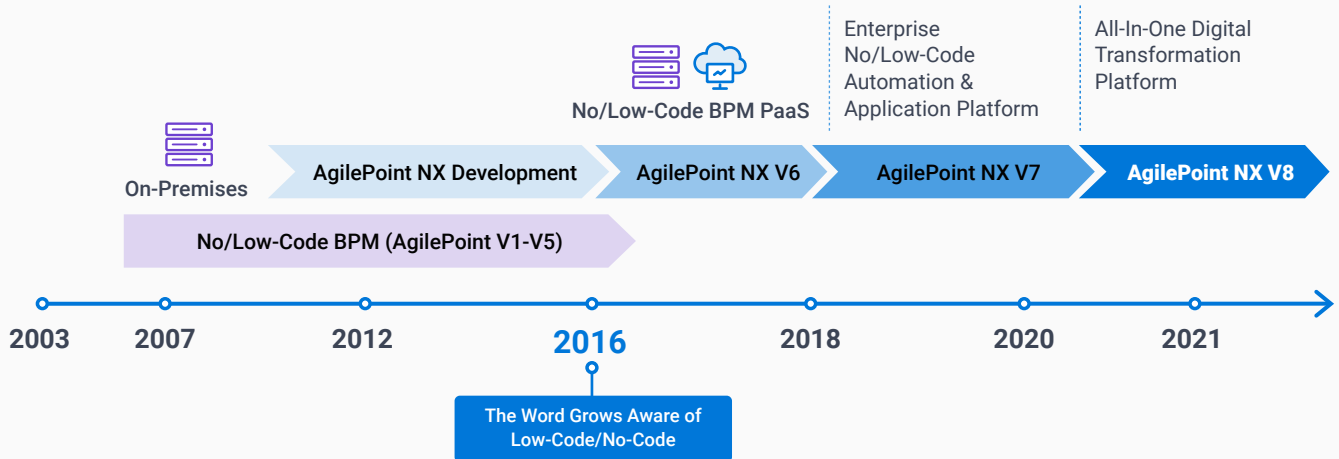 Enterprise
No/Low-Code
Automation &
Application Platform
All-In-One Digital
Transformation
Platform
No/Low-Code BPM PaaS
On-Premises
AgilePoint NX Development
AgilePoint NX V6
AgilePoint NX V7
AgilePoint NX V8
No/Low-Code BPM (AgilePoint V1-V5)
2003
2007
2012
2016
2018
2020
2021
The Word Grows Aware of
Low-Code/No-Code